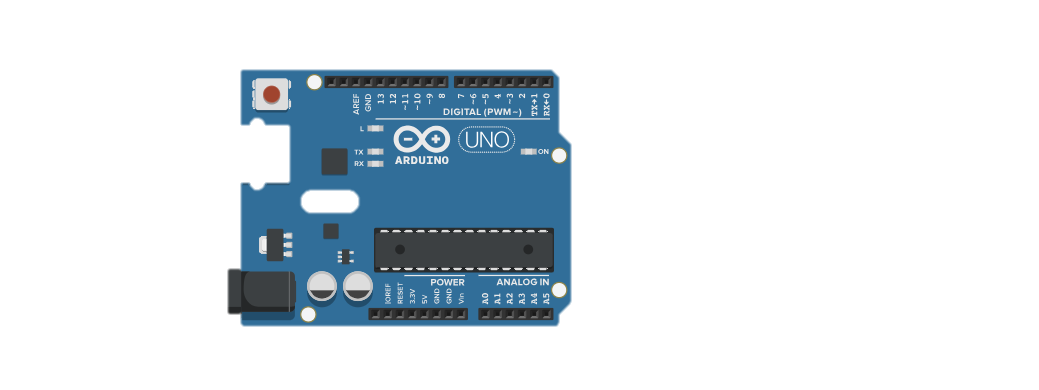 AREF
GND
13
12
~11
~10
~9
8
7
~6
~5
4
~3
2
TX→1
RX←0
DIGITAL (PWM ~)
L
TX
RX
ARDUINO
UNO
ON
POWER
ANALOG IN
IOREF
RESET
3.3V
5V
GND
GND
Vin
A0
A1
A2
A3
A4
A5